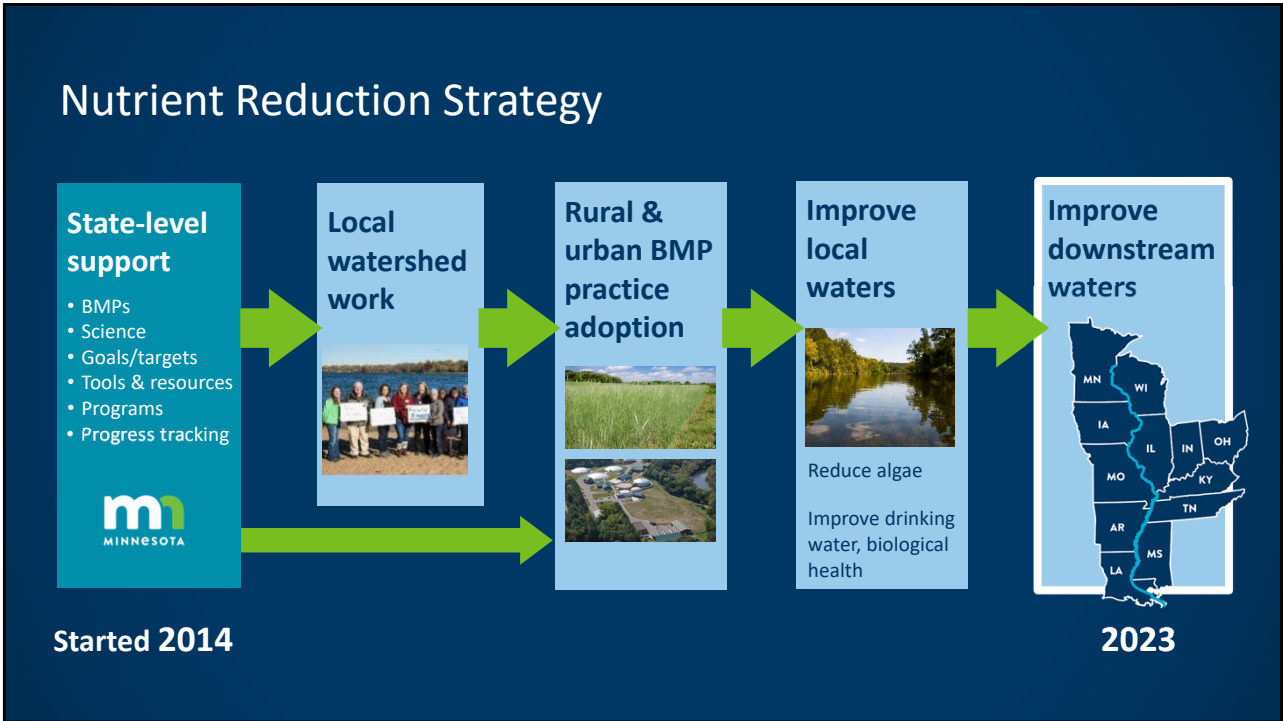 Nutrient Reduction Strategy
State-level
support
• BMPs
• Science
• Goals/targets
• Tools & resources
• Programs
• Progress tracking
mn
MINNESOTA
Local
watershed
work
Rural &
urban BMP
practice
adoption
Improve
local
waters
Reduce algae
Improve drinking
water, biological
health
Improve
downstream
waters
MN
WI
IA
IL
IN
OH
MO
KY
TN
AR
MS
LA
Started 2014
2023